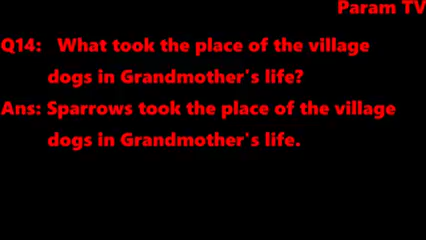 Param TV
Q14: What took the place of the village
dogs in Grandmother's life?
Ans: Sparrows took the place of the village
dogs in Grandmother's life.